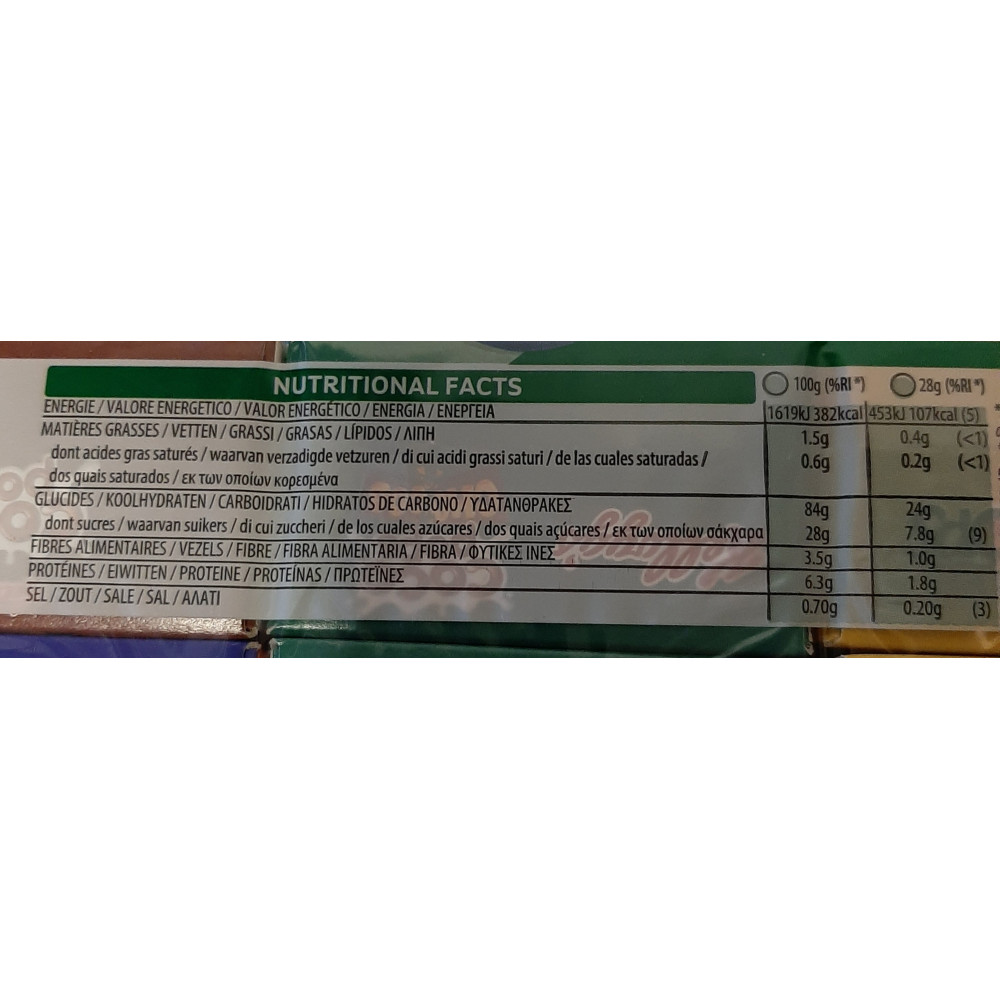 NUTRITIONAL FACTS 100g (%RI*) 28g (%RI*)
ENERGIE / VALORE ENERGETICO / VALOR ENERGÉTICO / ENERGIA / ΕΝΕΡΓΕΙΑ 1619kJ 382kcal 453kJ 107kcal (5)
MATIÈRES GRASSES / VETTEN / GRASSI / GRASAS / LÍPIDOS / ΛΙΠΗ 1.5g 0.4g (<1)
dont acides gras saturés / waarvan verzadigde vetzuren / di cui acidi grassi saturi / de las cuales saturadas / 0.6g 0.2g (<1)
dos quais saturados / εκ των οποίων κορεσμένα
GLUCIDES / KOOLHYDRATEN / CARBOIDRATI / HIDRATOS DE CARBONO / ΥΔΑΤΑΝΘΡΑΚΕΣ 84g 24g
dont sucres / waarvan suikers / di cui zuccheri / de los cuales azúcares / dos quais açúcares / εκ των οποίων σάκχαρα 28g 7.8g (9)
FIBRES ALIMENTAIRES / VEZELS / FIBRE / FIBRA ALIMENTARIA / FIBRA / ΦΥΤΙΚΕΣ ΙΝΕΣ 3.5g 1.0g
PROTÉINES / EIWITTEN / PROTEINE / PROTEÍNAS / ΠΡΩΤΕΪΝΕΣ 6.3g 1.8g
SEL / ZOUT / SALE / SAL / ΑΛΑΤΙ 0.70g 0.20g (3)
Kellogg's